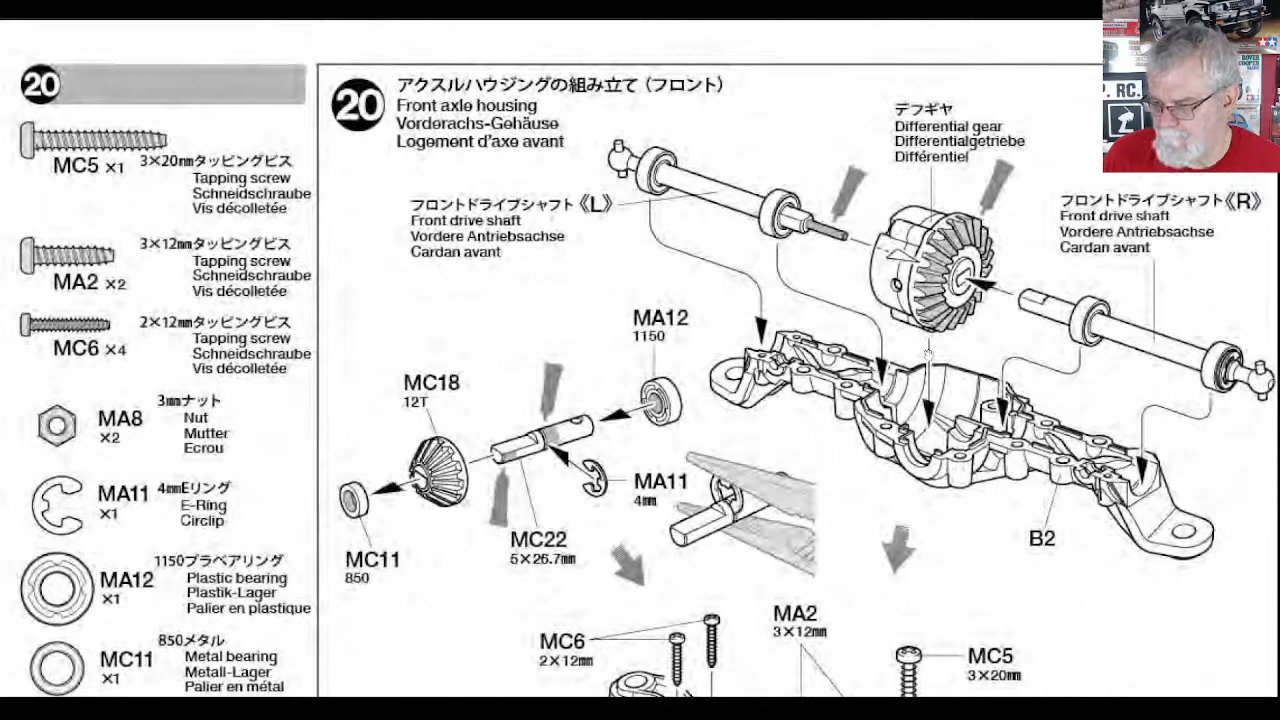 20
MC5 ×1
3×20㎜タッピングビス
Tapping screw
Schneidschraube
Vis décolletée
MA2 ×2
3×12㎜タッピングビス
Tapping screw
Schneidschraube
Vis décolletée
MC6 ×4
2×12㎜タッピングビス
Tapping screw
Schneidschraube
Vis décolletée
MA8
×2
3㎜ナット
Nut
Mutter
Ecrou
MA11
×1
4㎜Eリング
E-Ring
Circlip
MA12
×1
1150プラベアリング
Plastic bearing
Plastik-Lager
Palier en plastique
MC11
×1
850メタル
Metal bearing
Metall-Lager
Palier en métal
20
アクスルハウジングの組み立て（フロント）
Front axle housing
Vorderachs-Gehäuse
Logement d'axe avant
デフギヤ
Differential gear
Differentialgetriebe
Différentiel
フロントドライブシャフト《L》
Front drive shaft
Vordere Antriebsachse
Cardan avant
フロントドライブシャフト《R》
Front drive shaft
Vordere Antriebsachse
Cardan avant
MA12
1150
MC18
12T
MA11
4㎜
MC22
5×26.7㎜
MC11
850
B2
MC6
2×12㎜
MA2
3×12㎜
MC5
3×20㎜
P. RC.
ROVER
COOPER